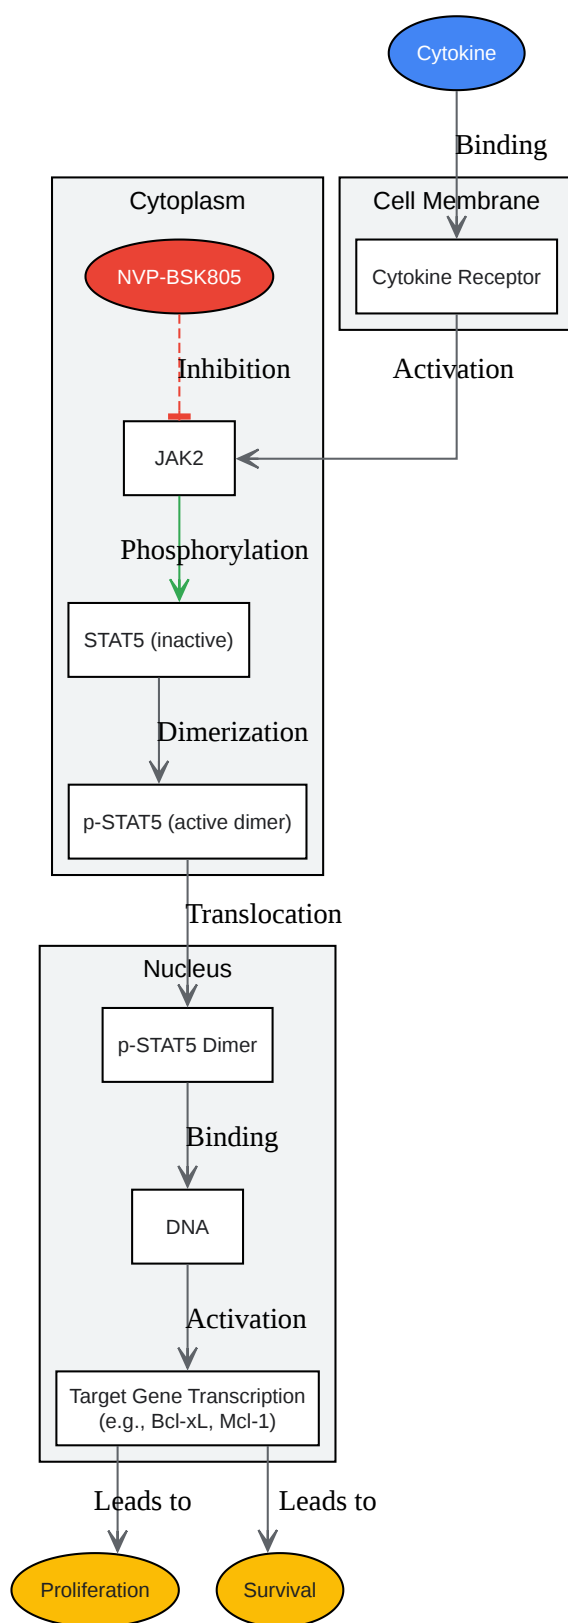 Cytokine
Binding
Cytoplasm
Cell Membrane
NVP-BSK805
Cytokine Receptor
Inhibition
Activation
JAK2
Phosphorylation
STAT5 (inactive)
Dimerization
p-STAT5 (active dimer)
Translocation
Nucleus
p-STAT5 Dimer
Binding
DNA
Activation
Target Gene Transcription
(e.g., Bcl-xL, Mcl-1)
Leads to
Leads to
Proliferation
Survival